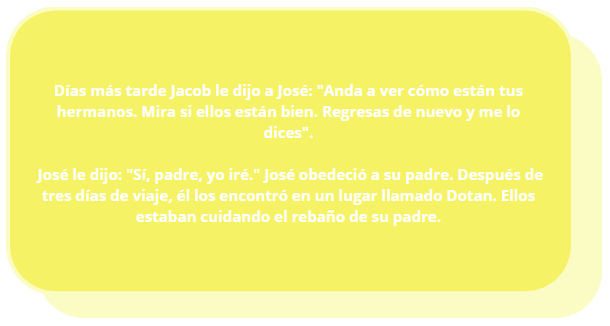 Días más tarde Jacob le dijo a José: "Anda a ver cómo están tus
hermanos. Mira si ellos están bien. Regresas de nuevo y me lo
dices".
José le dijo: "Sí, padre, yo iré." José obedeció a su padre. Después de
tres días de viaje, él los encontró en un lugar llamado Dotan. Ellos
estaban cuidando el rebaño de su padre.